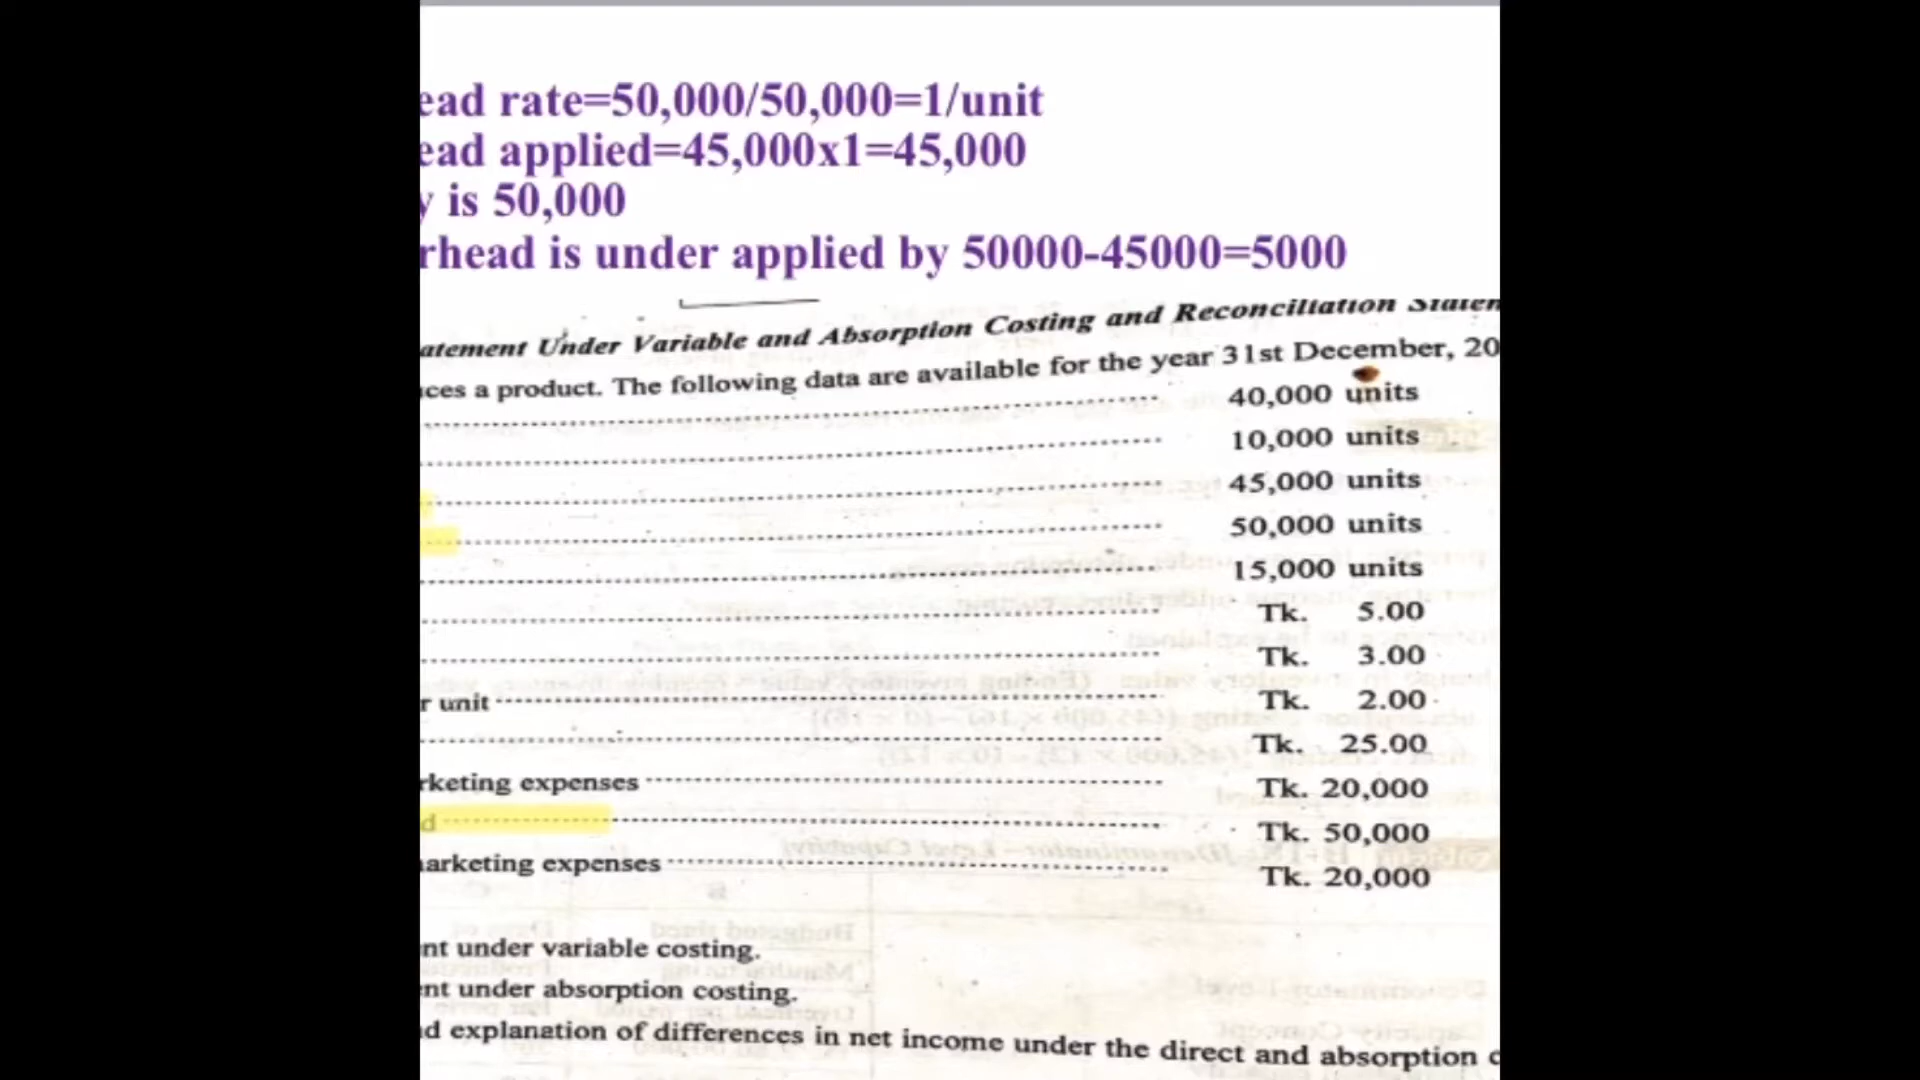 ead rate=50,000/50,000=1/unit
ead applied=45,000x1=45,000
y is 50,000
rhead is under applied by 50000-45000=5000
atement Under Variable and Absorption Costing and Reconciliation Statem
ces a product. The following data are available for the year 31st December, 20
40,000 units
10,000 units
45,000 units
50,000 units
15,000 units
Tk. 5.00
Tk. 3.00
r unit Tk. 2.00
Tk. 25.00
rketing expenses Tk. 20,000
d Tk. 50,000
arketing expenses Tk. 20,000
nt under variable costing.
nt under absorption costing.
d explanation of differences in net income under the direct and absorption c